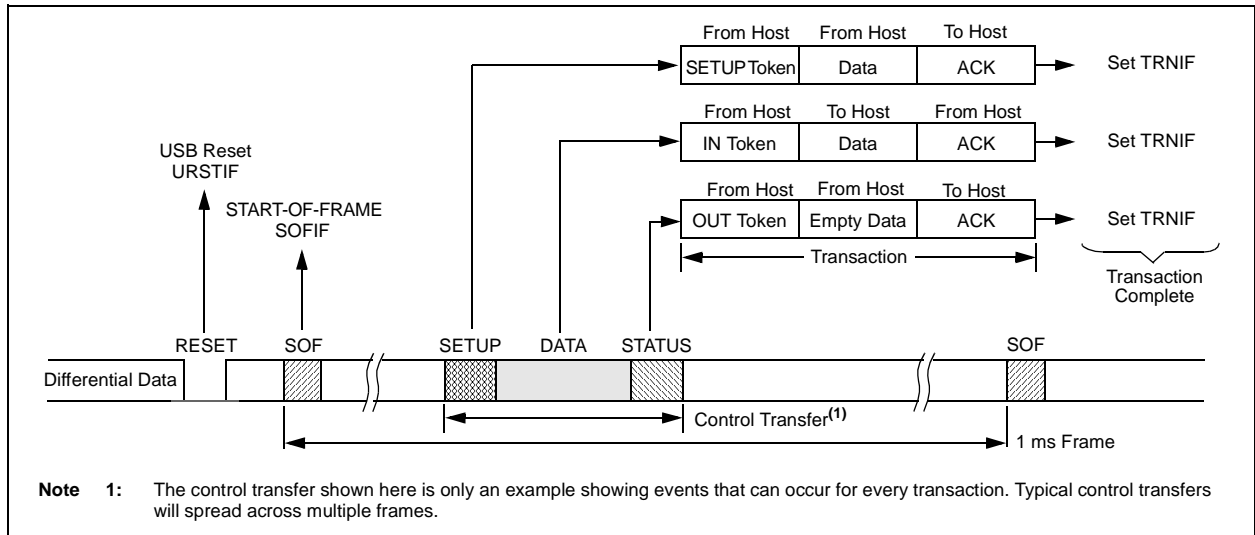 From Host From Host To Host
SETUP Token Data ACK Set TRNIF
From Host To Host From Host
IN Token Data ACK Set TRNIF
From Host From Host To Host
OUT Token Empty Data ACK Set TRNIF
Transaction
Transaction
Complete
USB Reset
URSTIF
START-OF-FRAME
SOFIF
RESET SOF SETUP DATA STATUS SOF
Differential Data
Control Transfer(1)
1 ms Frame
Note 1: The control transfer shown here is only an example showing events that can occur for every transaction. Typical control transfers
will spread across multiple frames.